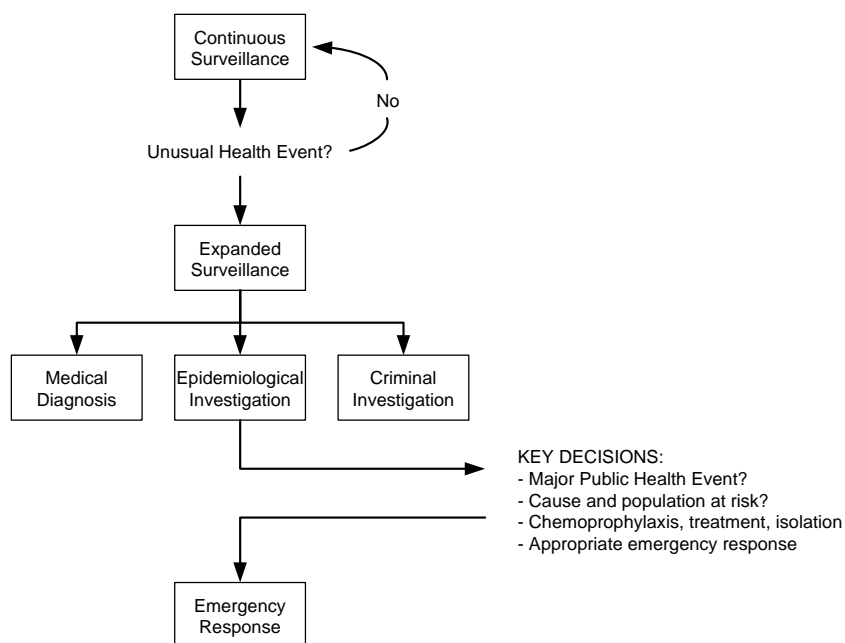 Continuous
Surveillance
No
Unusual Health Event?
Expanded
Surveillance
Medical
Diagnosis
Epidemiological
Investigation
Criminal
Investigation
KEY DECISIONS:
- Major Public Health Event?
- Cause and population at risk?
- Chemoprophylaxis, treatment, isolation
- Appropriate emergency response
Emergency
Response